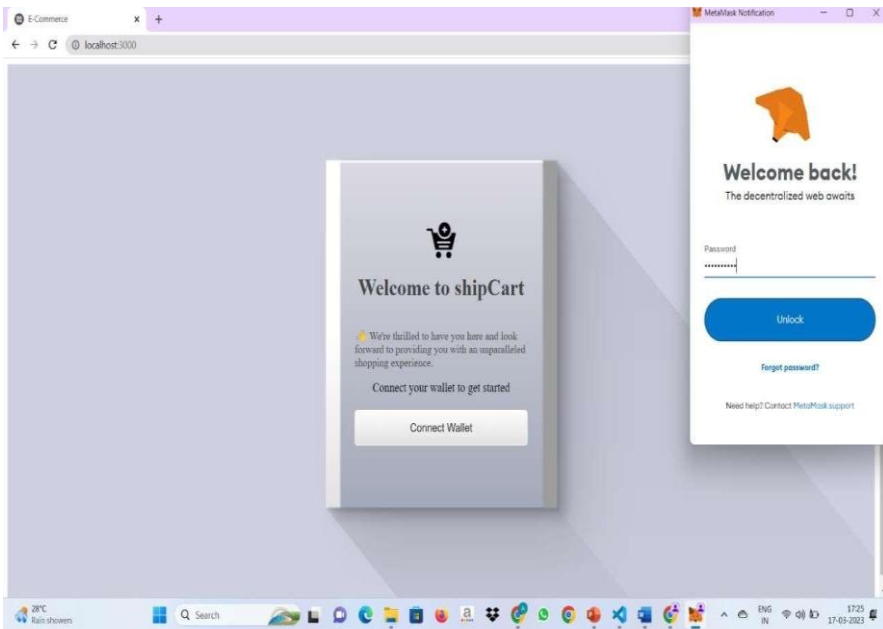 E-Commerce
localhost:3000
MetaMask Notification
Welcome back!
The decentralized web awaits
Password
Unlock
Forgot password?
Need help? Contact MetaMask support
Welcome to shipCart
We're thrilled to have you here and look
forward to providing you with an unparalleled
shopping experience.
Connect your wallet to get started
Connect Wallet
28°C
Rain showers
Search
a
ENG
IN
17:25
17-03-2023